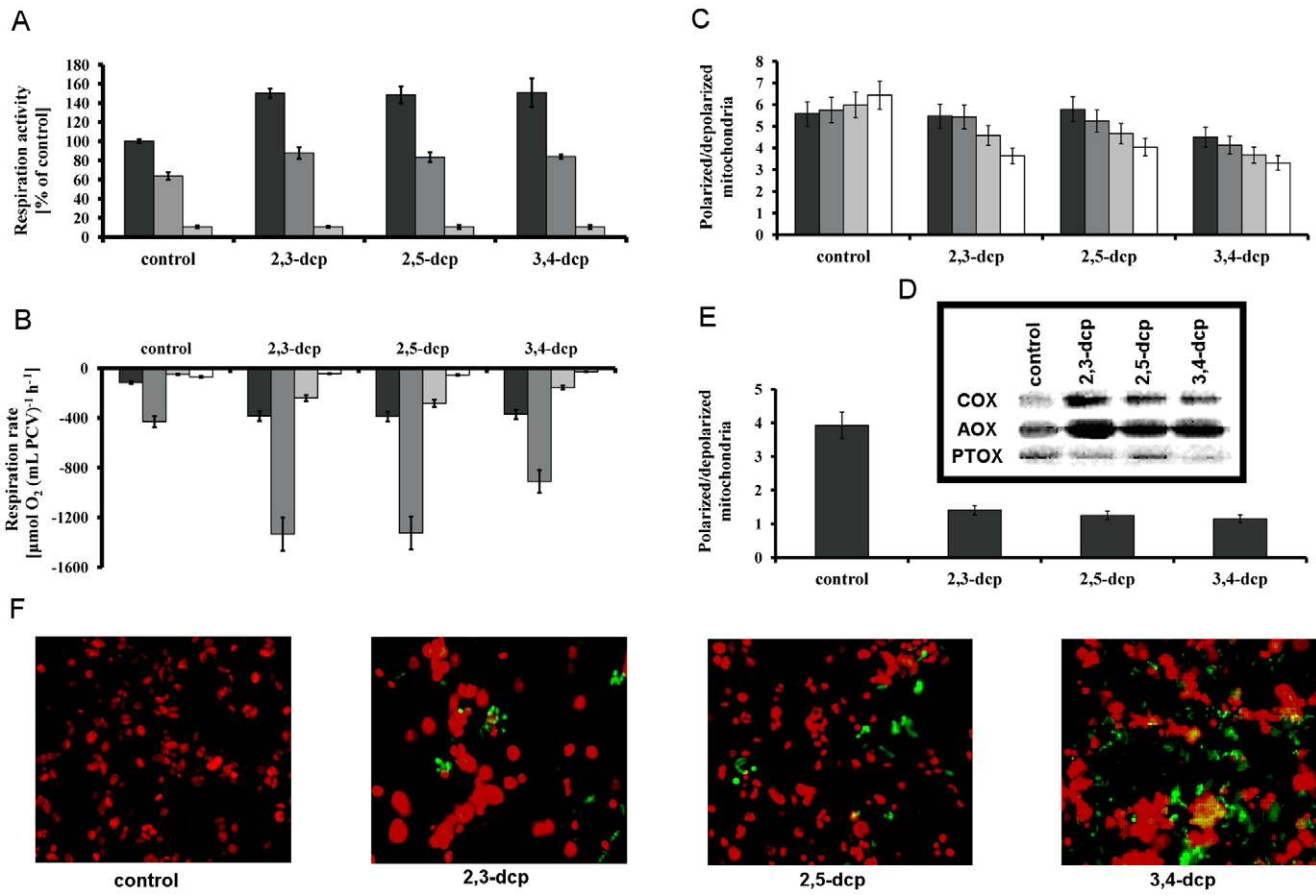 A
Respiration activity
[% of control]
180
160
140
120
100
80
60
40
20
0
control
2,3-dcp
2,5-dcp
3,4-dcp
B
control
2,3-dcp
2,5-dcp
3,4-dcp
Respiration rate
[µmol O₂ (mL PCV)⁻¹ h⁻¹]
0
-400
-800
-1200
-1600
C
Polarized/depolarized
mitochondria
8
7
6
5
4
3
2
1
0
control
2,3-dcp
2,5-dcp
3,4-dcp
D
control
2,3-dcp
2,5-dcp
3,4-dcp
COX
AOX
PTOX
E
Polarized/depolarized
mitochondria
5
4
3
2
1
0
control
2,3-dcp
2,5-dcp
3,4-dcp
F
control
2,3-dcp
2,5-dcp
3,4-dcp